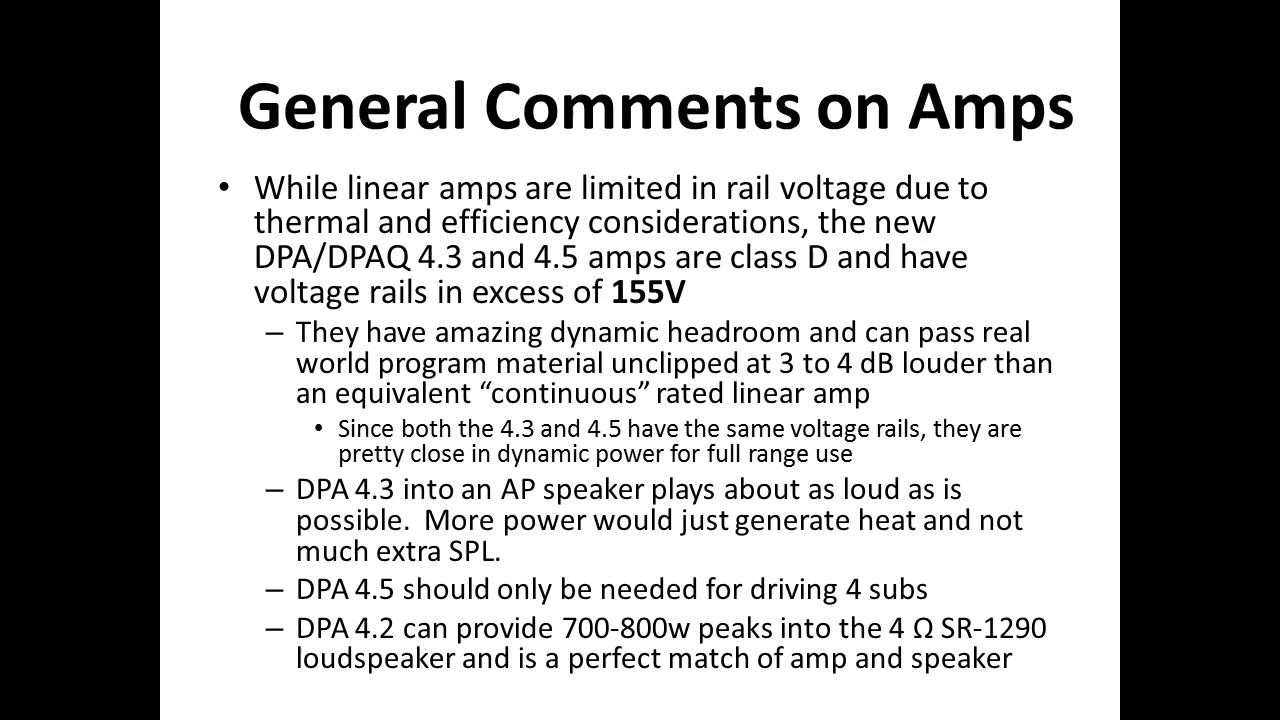 General Comments on Amps
• While linear amps are limited in rail voltage due to
thermal and efficiency considerations, the new
DPA/DPAQ 4.3 and 4.5 amps are class D and have
voltage rails in excess of 155V
– They have amazing dynamic headroom and can pass real
world program material unclipped at 3 to 4 dB louder than
an equivalent “continuous” rated linear amp
• Since both the 4.3 and 4.5 have the same voltage rails, they are
pretty close in dynamic power for full range use
– DPA 4.3 into an AP speaker plays about as loud as is
possible.  More power would just generate heat and not
much extra SPL.
– DPA 4.5 should only be needed for driving 4 subs
– DPA 4.2 can provide 700-800w peaks into the 4 Ω SR-1290
loudspeaker and is a perfect match of amp and speaker